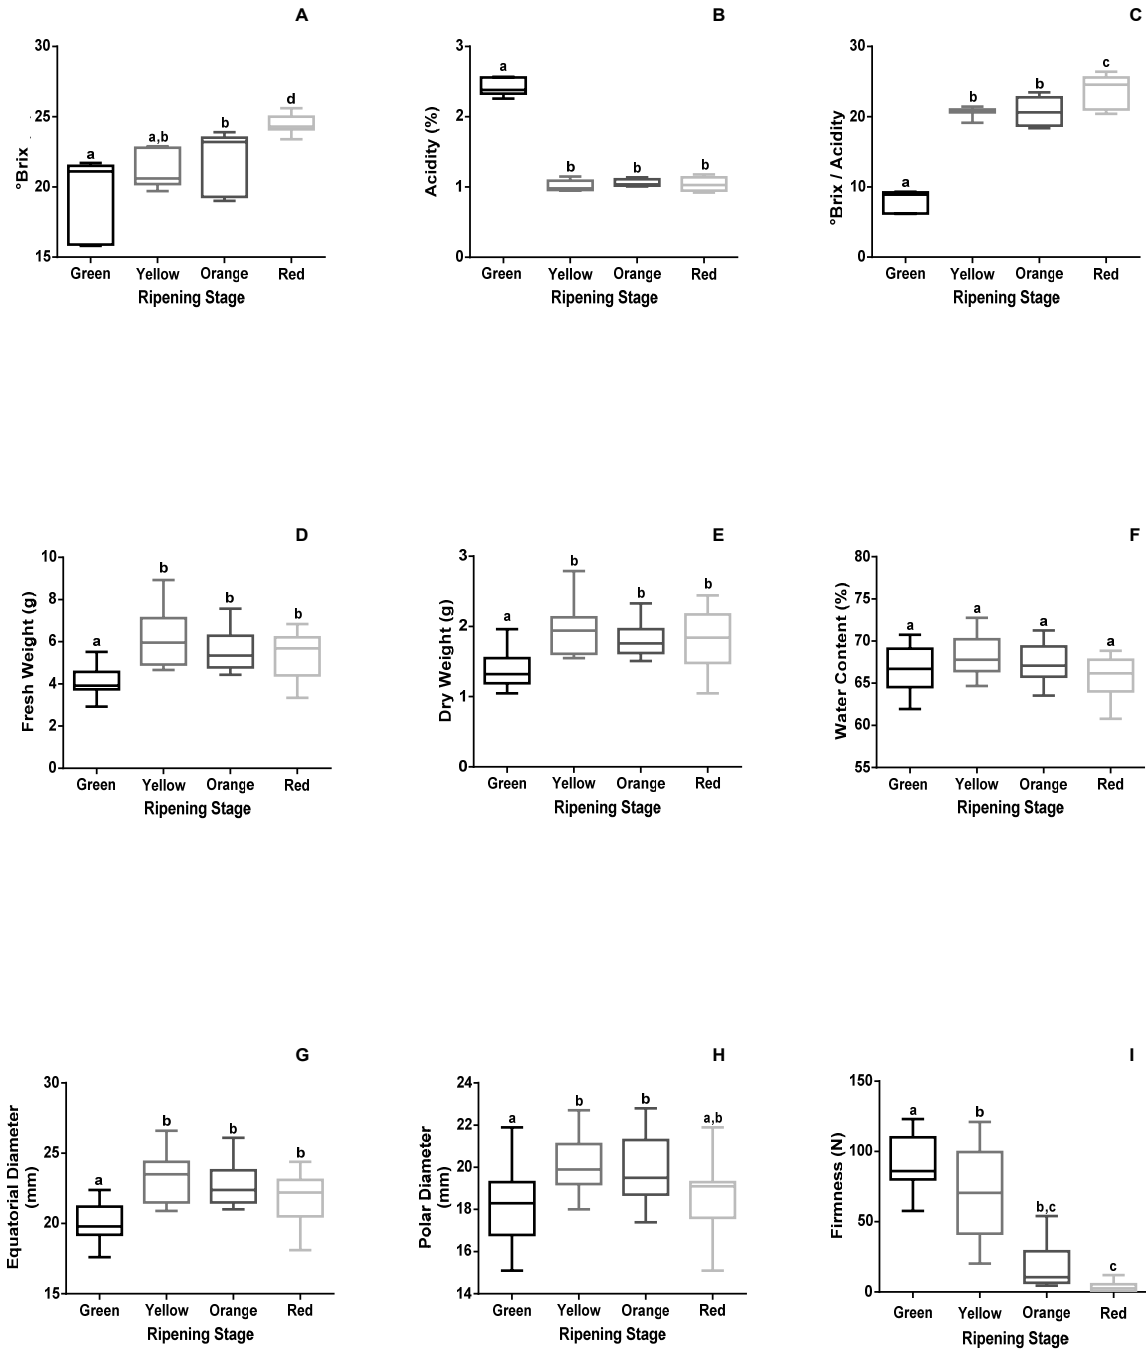 A
30
25
20
15
°Brix
a
a,b
b
d
Green Yellow Orange Red
Ripening Stage
B
3
2
1
0
Acidity (%)
a
b
b
b
Green Yellow Orange Red
Ripening Stage
C
30
20
10
0
°Brix / Acidity
a
b
b
c
Green Yellow Orange Red
Ripening Stage
D
10
8
6
4
2
0
Fresh Weight (g)
a
b
b
b
Green Yellow Orange Red
Ripening Stage
E
3
2
1
0
Dry Weight (g)
a
b
b
b
Green Yellow Orange Red
Ripening Stage
F
80
75
70
65
60
55
Water Content (%)
a
a
a
a
Green Yellow Orange Red
Ripening Stage
G
30
25
20
15
Equatorial Diameter
(mm)
a
b
b
b
Green Yellow Orange Red
Ripening Stage
H
24
22
20
18
16
14
Polar Diameter
(mm)
a
b
b
a,b
Green Yellow Orange Red
Ripening Stage
I
150
100
50
0
Firmness (N)
a
b
b,c
c
Green Yellow Orange Red
Ripening Stage